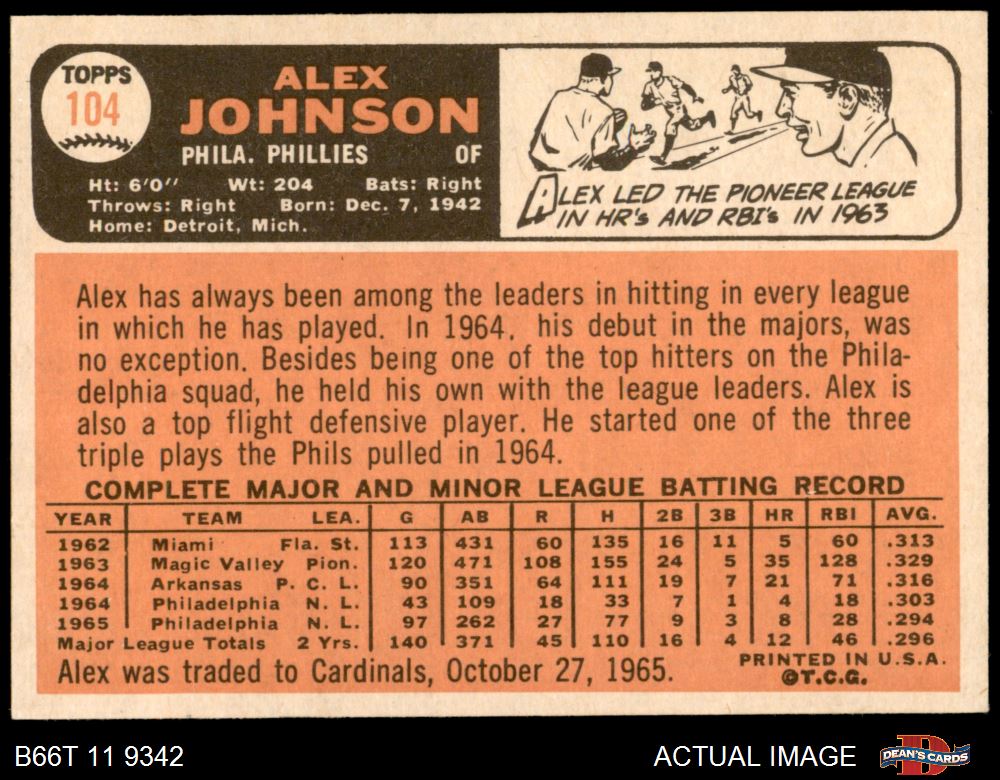 TOPPS
104
ALEX
JOHNSON
PHILA. PHILLIES OF
Ht: 6'0" Wt: 204 Bats: Right
Throws: Right Born: Dec. 7, 1942
Home: Detroit, Mich.
ALEX LED THE PIONEER LEAGUE
IN HR's AND RBI's IN 1963
Alex has always been among the leaders in hitting in every league
in which he has played. In 1964, his debut in the majors, was
no exception. Besides being one of the top hitters on the Phila-
delphia squad, he held his own with the league leaders. Alex is
also a top flight defensive player. He started one of the three
triple plays the Phils pulled in 1964.
COMPLETE MAJOR AND MINOR LEAGUE BATTING RECORD
YEAR TEAM LEA. G AB R H 2B 3B HR RBI AVG.
1962 Miami Fla. St. 113 431 60 135 16 11 5 60 .313
1963 Magic Valley Pion. 120 471 108 155 24 5 35 128 .329
1964 Arkansas P. C. L. 90 351 64 111 19 7 21 71 .316
1964 Philadelphia N. L. 43 109 18 33 7 1 4 18 .303
1965 Philadelphia N. L. 97 262 27 77 9 3 8 28 .294
Major League Totals 2 Yrs. 140 371 45 110 16 4 12 46 .296
Alex was traded to Cardinals, October 27, 1965.
PRINTED IN U.S.A.
©T.C.G.
B66T 11 9342
ACTUAL IMAGE
DEAN'S CARDS